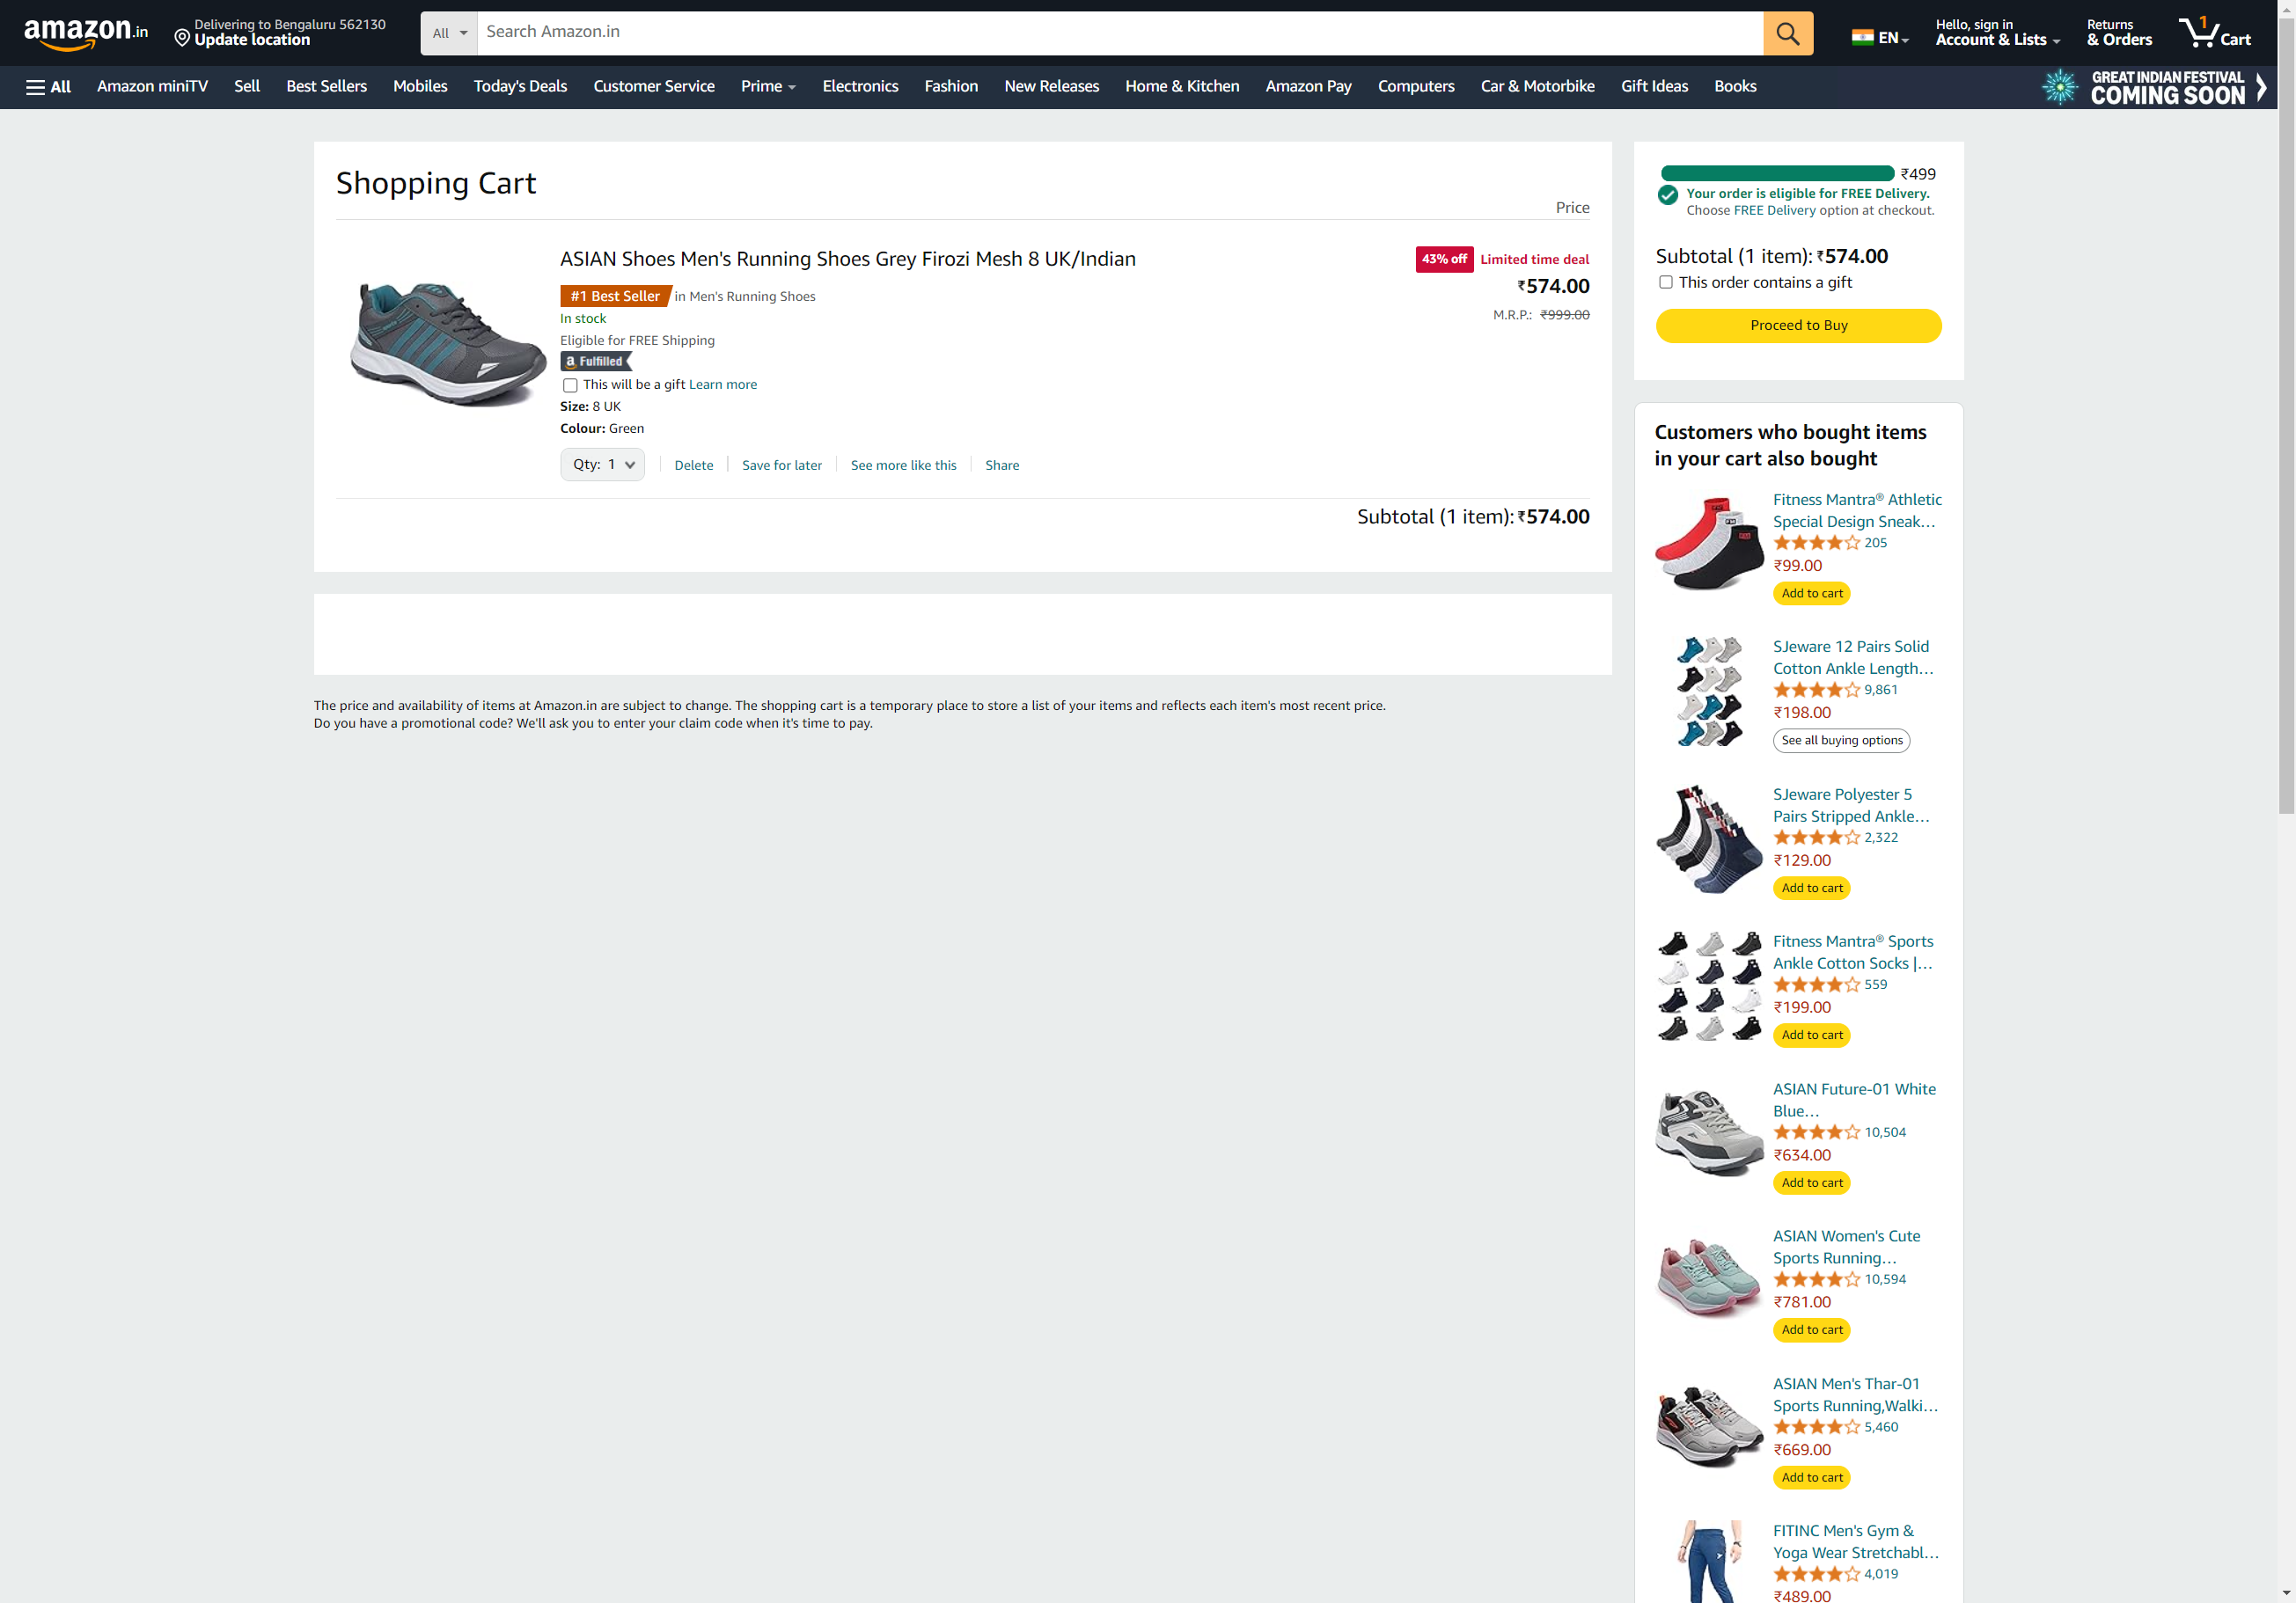 amazon.in
Delivering to Bengaluru 562130
Update location
All
Search Amazon.in
EN
Hello, sign in
Account & Lists
Returns
& Orders
1
Cart
All
Amazon miniTV
Sell
Best Sellers
Mobiles
Today's Deals
Customer Service
Prime
Electronics
Fashion
New Releases
Home & Kitchen
Amazon Pay
Computers
Car & Motorbike
Gift Ideas
Books
GREAT INDIAN FESTIVAL
COMING SOON
Shopping Cart
Price
ASIAN Shoes Men's Running Shoes Grey Firozi Mesh 8 UK/Indian
#1 Best Seller in Men's Running Shoes
In stock
Eligible for FREE Shipping
a Fulfilled
This will be a gift Learn more
Size: 8 UK
Colour: Green
Qty: 1
Delete
Save for later
See more like this
Share
43% off Limited time deal
₹574.00
M.R.P.: ₹999.00
Subtotal (1 item): ₹574.00
The price and availability of items at Amazon.in are subject to change. The shopping cart is a temporary place to store a list of your items and reflects each item's most recent price.
Do you have a promotional code? We'll ask you to enter your claim code when it's time to pay.
₹499
Your order is eligible for FREE Delivery.
Choose FREE Delivery option at checkout.
Subtotal (1 item): ₹574.00
This order contains a gift
Proceed to Buy
Customers who bought items
in your cart also bought
Fitness Mantra® Athletic
Special Design Sneak…
205
₹99.00
Add to cart
SJeware 12 Pairs Solid
Cotton Ankle Length…
9,861
₹198.00
See all buying options
SJeware Polyester 5
Pairs Stripped Ankle…
2,322
₹129.00
Add to cart
Fitness Mantra® Sports
Ankle Cotton Socks |…
559
₹199.00
Add to cart
ASIAN Future-01 White
Blue…
10,504
₹634.00
Add to cart
ASIAN Women's Cute
Sports Running…
10,594
₹781.00
Add to cart
ASIAN Men's Thar-01
Sports Running,Walki…
5,460
₹669.00
Add to cart
FITINC Men's Gym &
Yoga Wear Stretchabl…
4,019
₹489.00